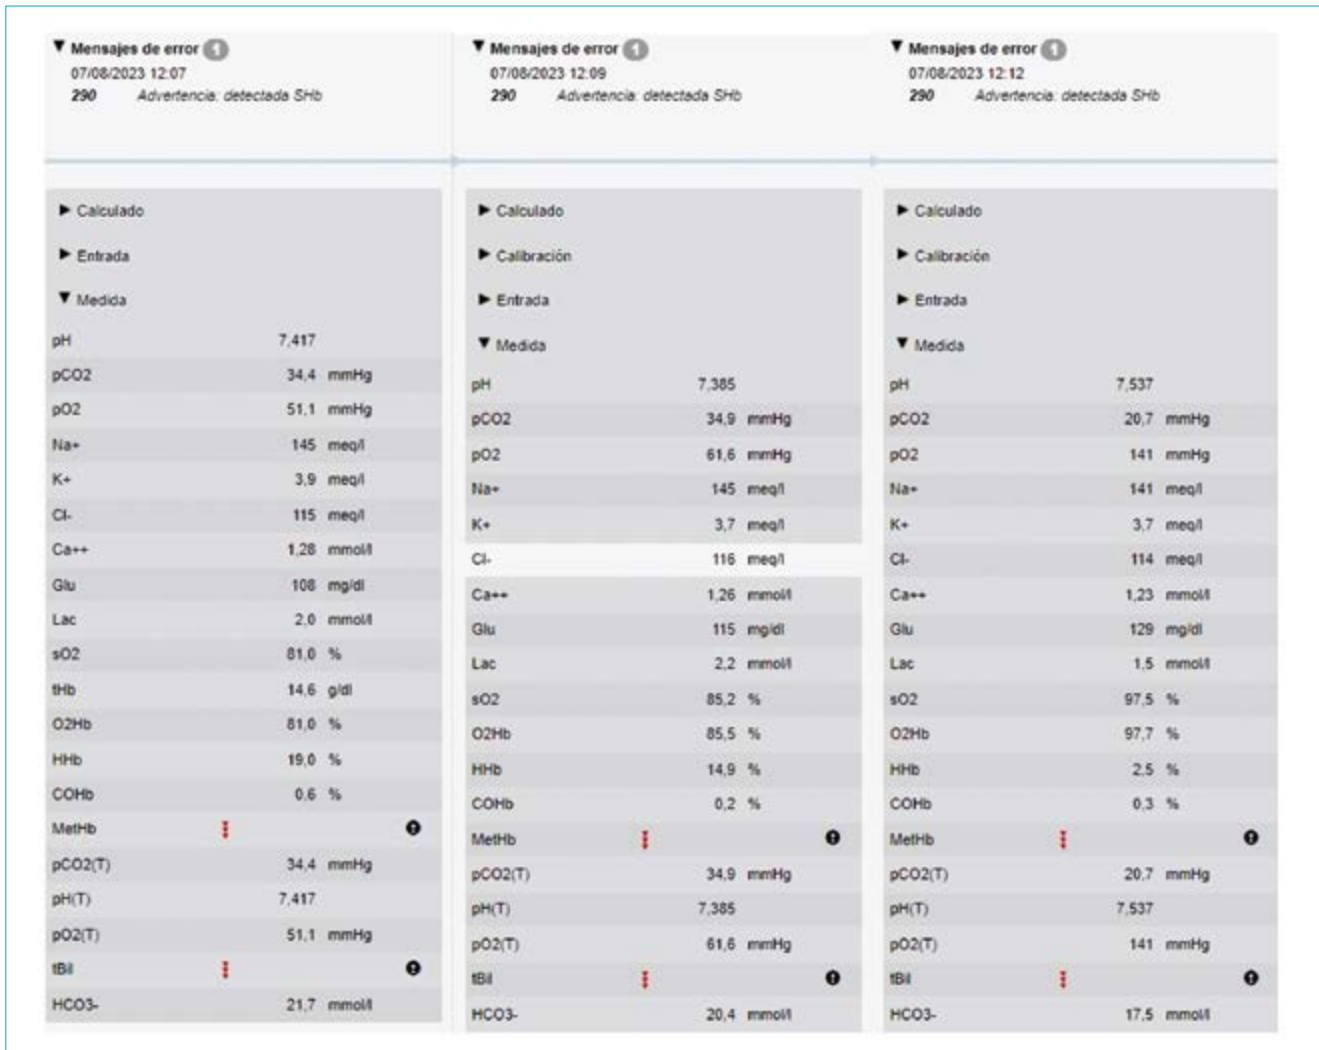 ▼ Mensajes de error 1
07/08/2023 12:07
290 Advertencia: detectada SHb
▶ Calculado
▶ Entrada
▼ Medida
pH 7,417
pCO2 34,4 mmHg
pO2 51,1 mmHg
Na+ 145 meq/l
K+ 3,9 meq/l
Cl- 115 meq/l
Ca++ 1,28 mmol/l
Glu 108 mg/dl
Lac 2,0 mmol/l
sO2 81,0 %
tHb 14,6 g/dl
O2Hb 81,0 %
HHb 19,0 %
COHb 0,6 %
MetHb
pCO2(T) 34,4 mmHg
pH(T) 7,417
pO2(T) 51,1 mmHg
tBil
HCO3- 21,7 mmol/l
▼ Mensajes de error 1
07/08/2023 12:09
290 Advertencia: detectada SHb
▶ Calculado
▶ Calibración
▶ Entrada
▼ Medida
pH 7,385
pCO2 34,9 mmHg
pO2 61,6 mmHg
Na+ 145 meq/l
K+ 3,7 meq/l
Cl- 116 meq/l
Ca++ 1,26 mmol/l
Glu 115 mg/dl
Lac 2,2 mmol/l
sO2 85,2 %
O2Hb 85,5 %
HHb 14,9 %
COHb 0,2 %
MetHb
pCO2(T) 34,9 mmHg
pH(T) 7,385
pO2(T) 61,6 mmHg
tBil
HCO3- 20,4 mmol/l
▼ Mensajes de error 1
07/08/2023 12:12
290 Advertencia: detectada SHb
▶ Calculado
▶ Calibración
▶ Entrada
▼ Medida
pH 7,537
pCO2 20,7 mmHg
pO2 141 mmHg
Na+ 141 meq/l
K+ 3,7 meq/l
Cl- 114 meq/l
Ca++ 1,23 mmol/l
Glu 129 mg/dl
Lac 1,5 mmol/l
sO2 97,5 %
O2Hb 97,7 %
HHb 2,5 %
COHb 0,3 %
MetHb
pCO2(T) 20,7 mmHg
pH(T) 7,537
pO2(T) 141 mmHg
tBil
HCO3- 17,5 mmol/l